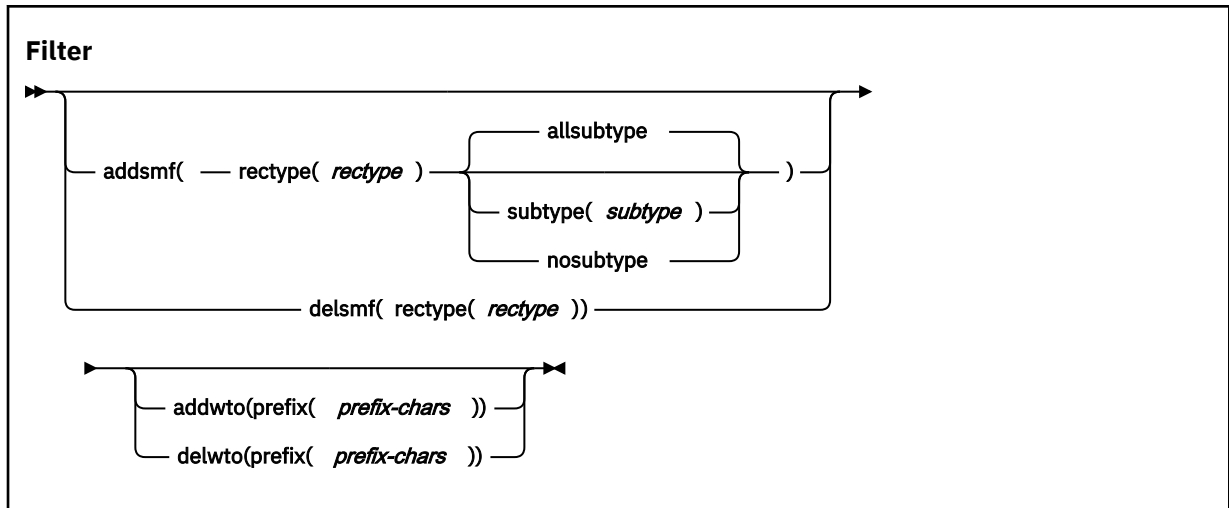 Filter
allsubtype
addsmf( rectype( rectype ) )
subtype( subtype )
nosubtype
delsmf( rectype( rectype ))
addwto(prefix( prefix-chars ))
delwto(prefix( prefix-chars ))